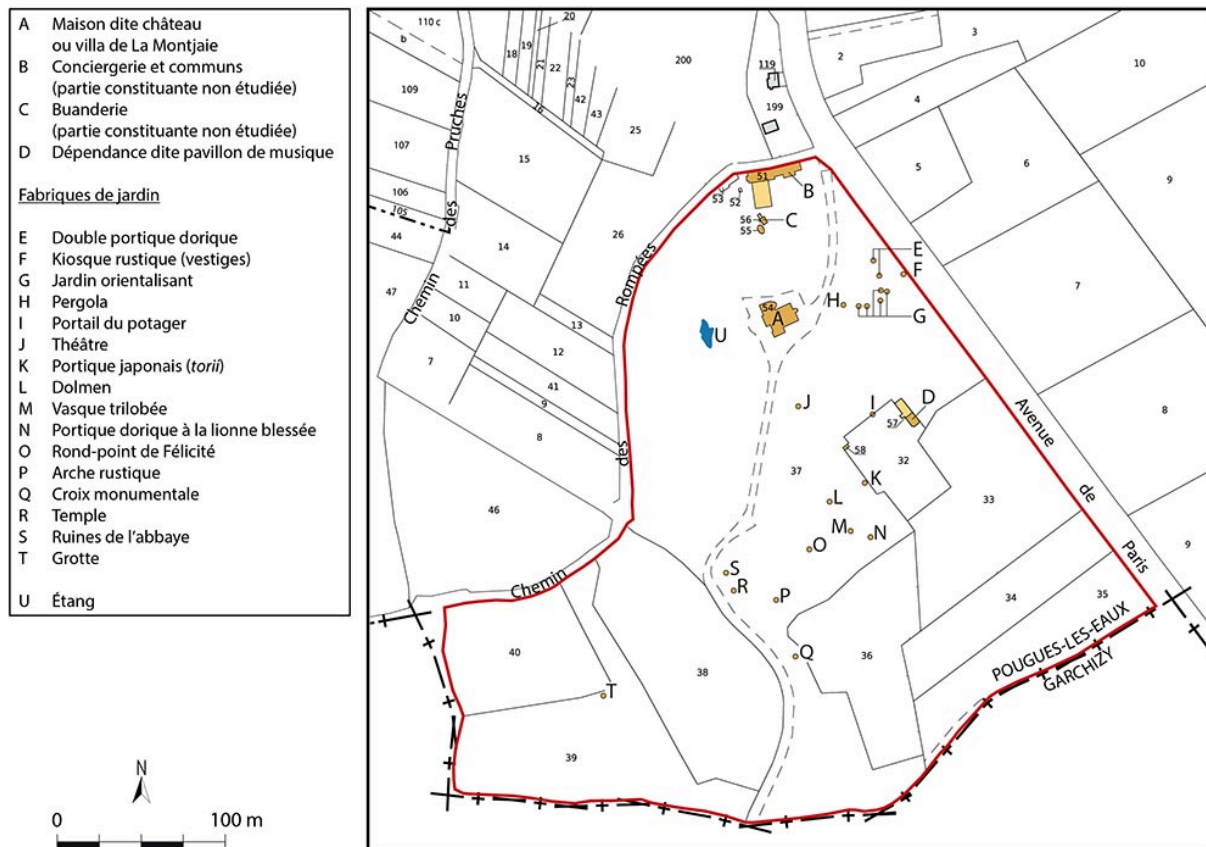 A Maison dite château
ou villa de La Montjaie
B Conciergerie et communs
(partie constituante non étudiée)
C Buanderie
(partie constituante non étudiée)
D Dépendance dite pavillon de musique
Fabriques de jardin
E Double portique dorique
F Kiosque rustique (vestiges)
G Jardin orientalisant
H Pergola
I Portail du potager
J Théâtre
K Portique japonais (torii)
L Dolmen
M Vasque trilobée
N Portique dorique à la lionne blessée
O Rond-point de Félicité
P Arche rustique
Q Croix monumentale
R Temple
S Ruines de l'abbaye
T Grotte
U Étang
N
0 100 m
110 c
b
20
18
19
21
22
23
42
43
16
25
200
119
199
2
3
4
10
109
107
106
105
44
47
15
14
26
11
10
7
13
12
41
9
8
46
5
6
9
7
8
9
Chemin des Pruches
Chemin des Rompées
Avenue de Paris
51
B
53
52
56
55
C
E
F
G
H
54
A
U
J
I
D
57
58
32
33
37
K
L
M
N
O
S
R
P
Q
34
35
36
38
40
T
39
POUGUES-LES-EAUX
GARCHIZY